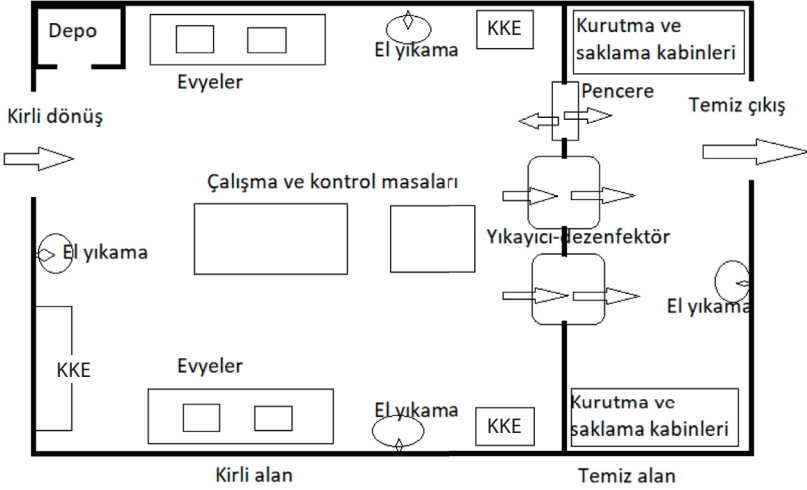 Depo
Evyeler
El yıkama
KKE
Kurutma ve
saklama kabinleri
Pencere
Temiz çıkış
Kirli dönüş
Çalışma ve kontrol masaları
Yıkayıcı-dezenfektör
El yıkama
El yıkama
KKE
Evyeler
El yıkama
KKE
Kurutma ve
saklama kabinleri
Kirli alan
Temiz alan